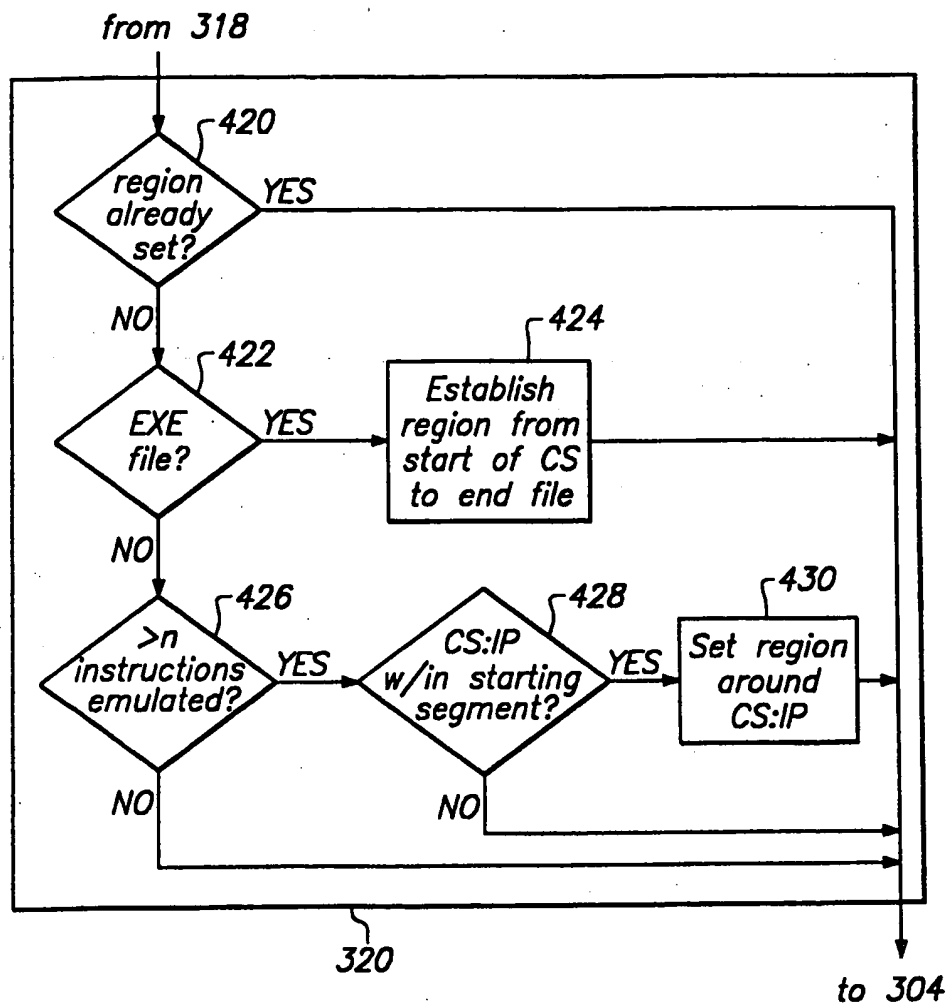 from 318
420
region
already
set?
YES
NO
422
EXE
file?
YES
424
Establish
region from
start of CS
to end file
NO
426
>n
instructions
emulated?
YES
428
CS:IP
w/in starting
segment?
YES
430
Set region
around
CS:IP
NO
NO
320
to 304